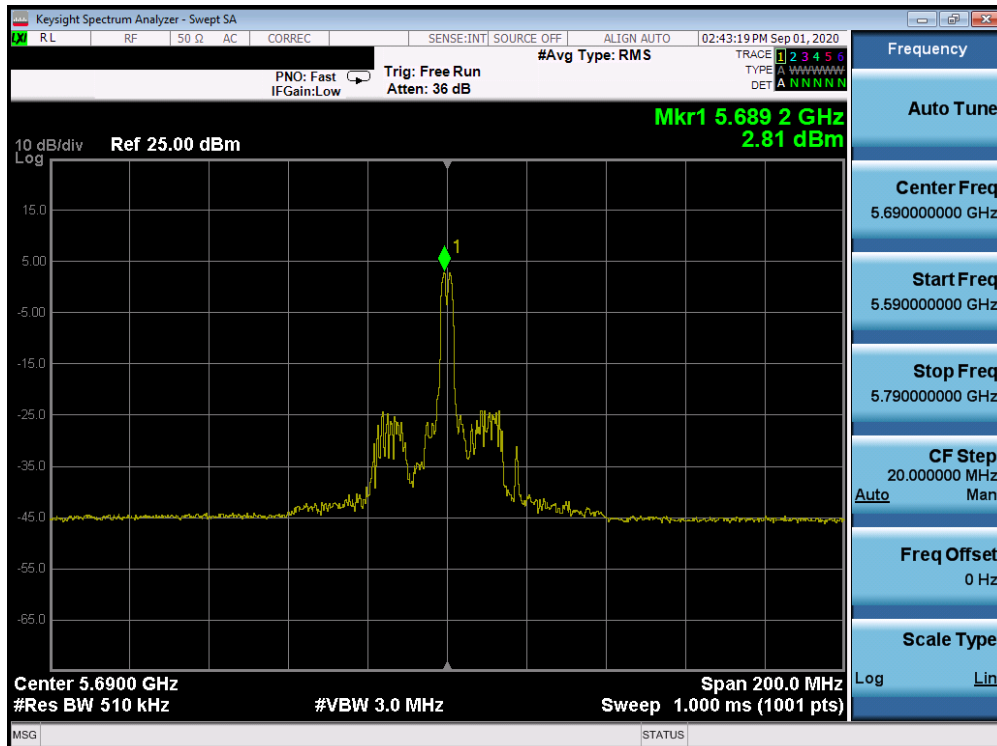 Keysight Spectrum Analyzer - Swept SA
LXI RL RF 50 Ω AC CORREC SENSE:INT SOURCE OFF ALIGN AUTO 02:43:19 PM Sep 01, 2020
PNO: Fast
IFGain:Low
Trig: Free Run
Atten: 36 dB
#Avg Type: RMS
TRACE 1 2 3 4 5 6
TYPE A WWWWW
DET A N N N N N
Frequency
Mkr1 5.689 2 GHz
2.81 dBm
10 dB/div
Log
Ref 25.00 dBm
15.0
5.00
-5.00
-15.0
-25.0
-35.0
-45.0
-55.0
-65.0
1
Center 5.6900 GHz
#Res BW 510 kHz
#VBW 3.0 MHz
Span 200.0 MHz
Sweep 1.000 ms (1001 pts)
Auto Tune
Center Freq
5.690000000 GHz
Start Freq
5.590000000 GHz
Stop Freq
5.790000000 GHz
CF Step
20.000000 MHz
Auto Man
Freq Offset
0 Hz
Scale Type
Log Lin
MSG STATUS